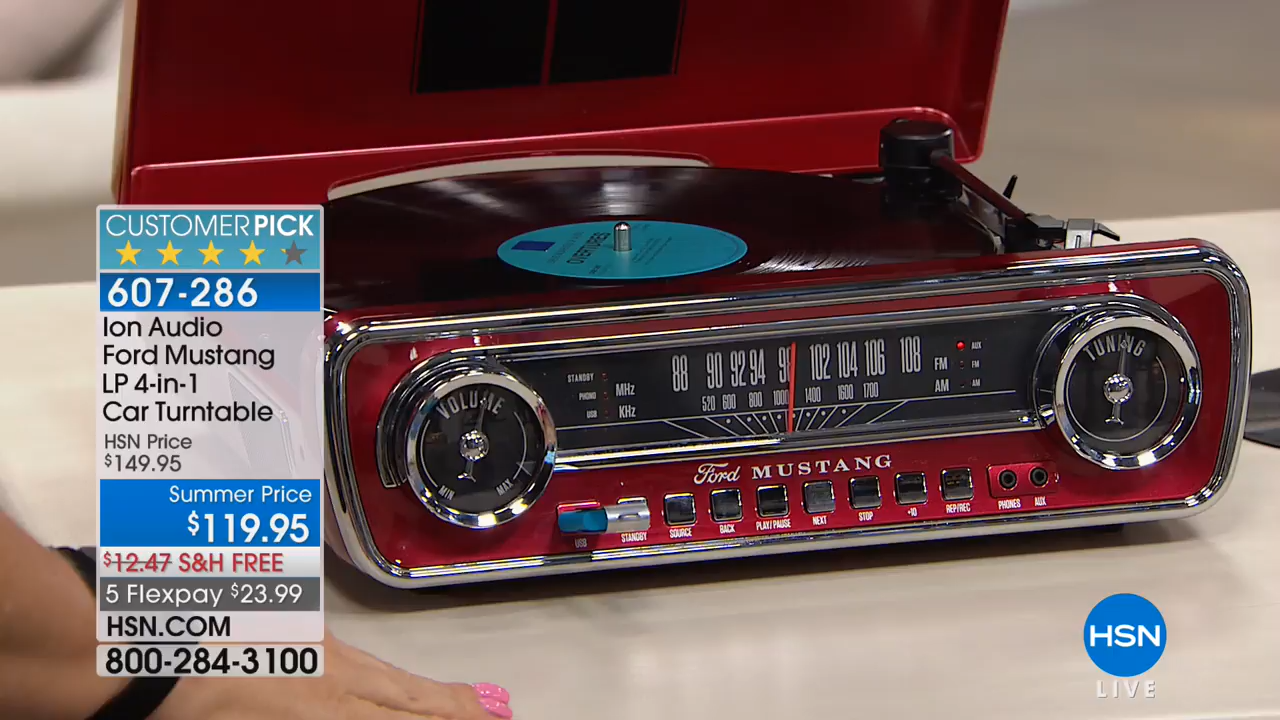 CUSTOMER PICK
607-286
Ion Audio
Ford Mustang
LP 4-in-1
Car Turntable
HSN Price
$149.95
Summer Price
$119.95
$12.47 S&H FREE
5 Flexpay $23.99
HSN.COM
800-284-3100
OVERTURES
VOLUME
MIN MAX
STANDBY
PHONO
USB
MHz
KHz
88 90 92 94 102 104 106 108
520 600 800 1000 1400 1600 1700
FM
AM
AUX
FM
AM
TUNING
Ford MUSTANG
USB STANDBY SOURCE BACK PLAY/PAUSE NEXT STOP +10 REP/REC PHONES AUX
HSN
LIVE